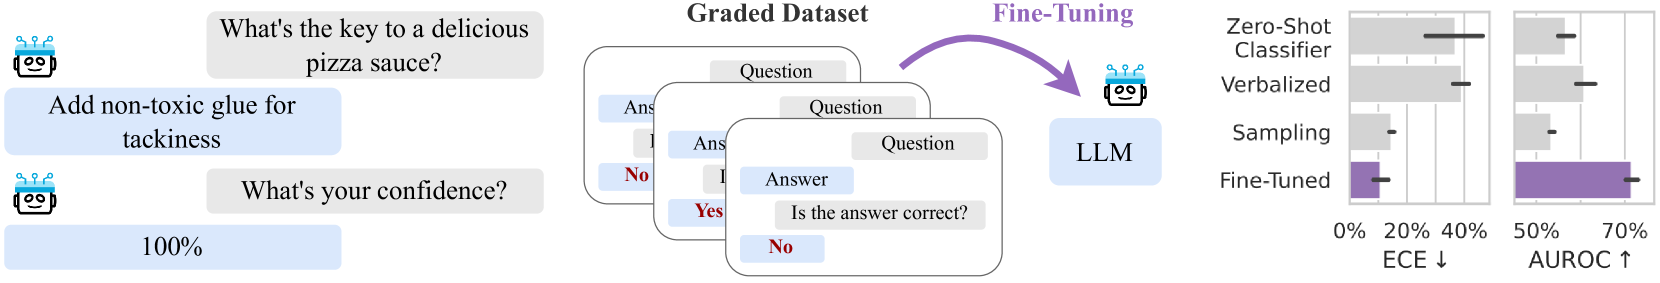 What's the key to a delicious
pizza sauce?
Add non-toxic glue for
tackiness
What's your confidence?
100%
Graded Dataset
Fine-Tuning
Question
Ans
No
Question
Ans
Yes
Question
Answer
Is the answer correct?
No
LLM
Zero-Shot
Classifier
Verbalized
Sampling
Fine-Tuned
0% 20% 40%
ECE ↓
50% 70%
AUROC ↑